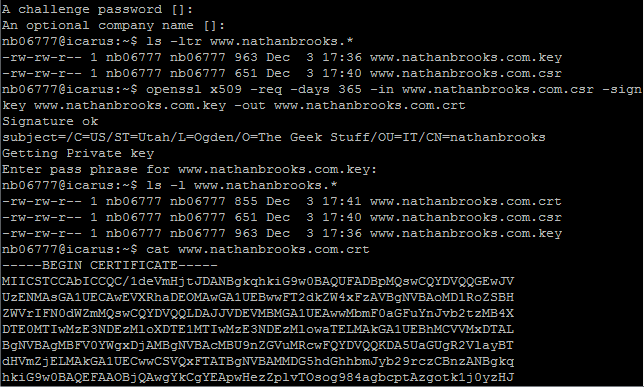 A challenge password []:
An optional company name []:
nb06777@icarus:~$ ls -ltr www.nathanbrooks.*
-rw-rw-r-- 1 nb06777 nb06777 963 Dec  3 17:36 www.nathanbrooks.com.key
-rw-rw-r-- 1 nb06777 nb06777 651 Dec  3 17:40 www.nathanbrooks.com.csr
nb06777@icarus:~$ openssl x509 -req -days 365 -in www.nathanbrooks.com.csr -sign
key www.nathanbrooks.com.key -out www.nathanbrooks.com.crt
Signature ok
subject=/C=US/ST=Utah/L=Ogden/O=The Geek Stuff/OU=IT/CN=nathanbrooks
Getting Private key
Enter pass phrase for www.nathanbrooks.com.key:
nb06777@icarus:~$ ls -l www.nathanbrooks.*
-rw-rw-r-- 1 nb06777 nb06777 855 Dec  3 17:41 www.nathanbrooks.com.crt
-rw-rw-r-- 1 nb06777 nb06777 651 Dec  3 17:40 www.nathanbrooks.com.csr
-rw-rw-r-- 1 nb06777 nb06777 963 Dec  3 17:36 www.nathanbrooks.com.key
nb06777@icarus:~$ cat www.nathanbrooks.com.crt
-----BEGIN CERTIFICATE-----
MIICSTCCAbICCQC/1deVmHjtJDANBgkqhkiG9w0BAQUFADBpMQswCQYDVQQGEwJV
UzENMAsGA1UECAwEVXRhaDEOMAwGA1UEBwwFT2dkZW4xFzAVBgNVBAoMDlRoZSBH
ZWVrIFN0dWZmMQswCQYDVQQLDAJJVDEVMBMGA1UEAwwMbmF0aGFuYnJvb2tzMB4X
DTE0MTIwMzE3NDEzMloXDTE1MTIwMzE3NDEzMlowaTELMAkGA1UEBhMCVVMxDTAL
BgNVBAgMBFV0YWgxDjAMBgNVBAcMBU9nZGVuMRcwFQYDVQQKDA5UaGUgR2VlayBT
dHVmZjELMAkGA1UECwwCSVQxFTATBgNVBAMMDG5hdGhhbmJyb29rczCBnzANBgkq
hkiG9w0BAQEFAAOBjQAwgYkCgYEApwHezZplvTOsog984agbcptAzgotk1j0yzHJ